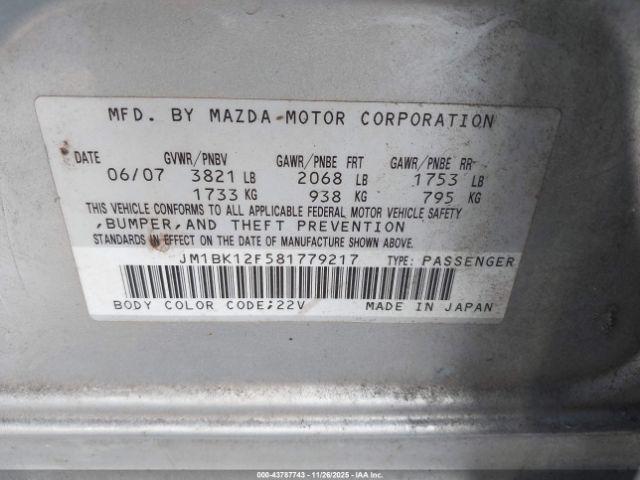 MFD. BY MAZDA MOTOR CORPORATION
DATE GVWR/PNBV GAWR/PNBE FRT GAWR/PNBE RR
06/07 3821 LB 2068 LB 1753 LB
1733 KG 938 KG 795 KG
THIS VEHICLE CONFORMS TO ALL APPLICABLE FEDERAL MOTOR VEHICLE SAFETY
,BUMPER,AND THEFT PREVENTION
STANDARDS IN EFFECT ON THE DATE OF MANUFACTURE SHOWN ABOVE.
JM1BK12F581779217 TYPE: PASSENGER
BODY COLOR CODE;22V MADE IN JAPAN
000-43787743 - 11/26/2025 - IAAI.COM